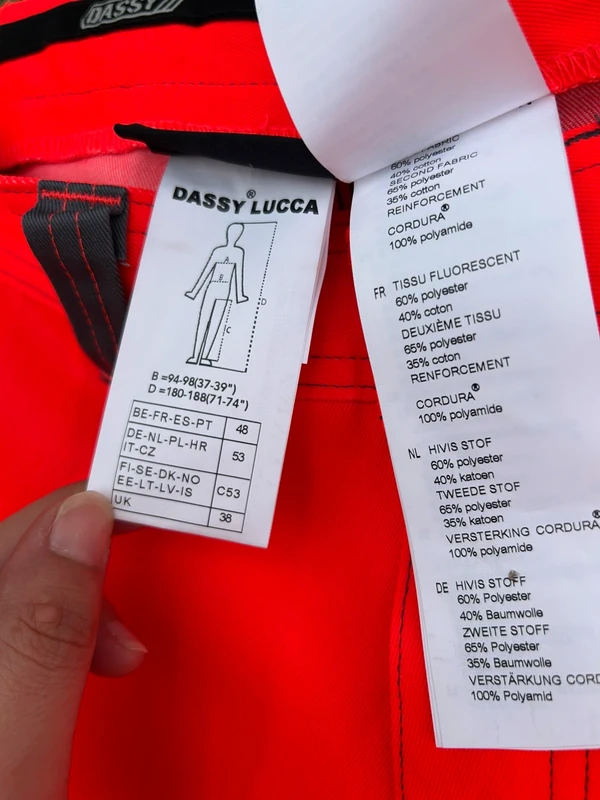 DASSY
DASSY® LUCCA
A
B
C
D
B =94-98(37-39")
D =180-188(71-74")
BE-FR-ES-PT 48
DE-NL-PL-HR
IT-CZ 53
FI-SE-DK-NO
EE-LT-LV-IS C53
UK 38
FABRIC
60% polyester
40% cotton
SECOND FABRIC
65% polyester
35% cotton
REINFORCEMENT
CORDURA®
100% polyamide
FR TISSU FLUORESCENT
60% polyester
40% coton
DEUXIÈME TISSU
65% polyester
35% coton
RENFORCEMENT
CORDURA®
100% polyamide
NL HIVIS STOF
60% polyester
40% katoen
TWEEDE STOF
65% polyester
35% katoen
VERSTERKING CORDURA®
100% polyamide
DE HIVIS STOFF
60% Polyester
40% Baumwolle
ZWEITE STOFF
65% Polyester
35% Baumwolle
VERSTÄRKUNG CORD
100% Polyamid